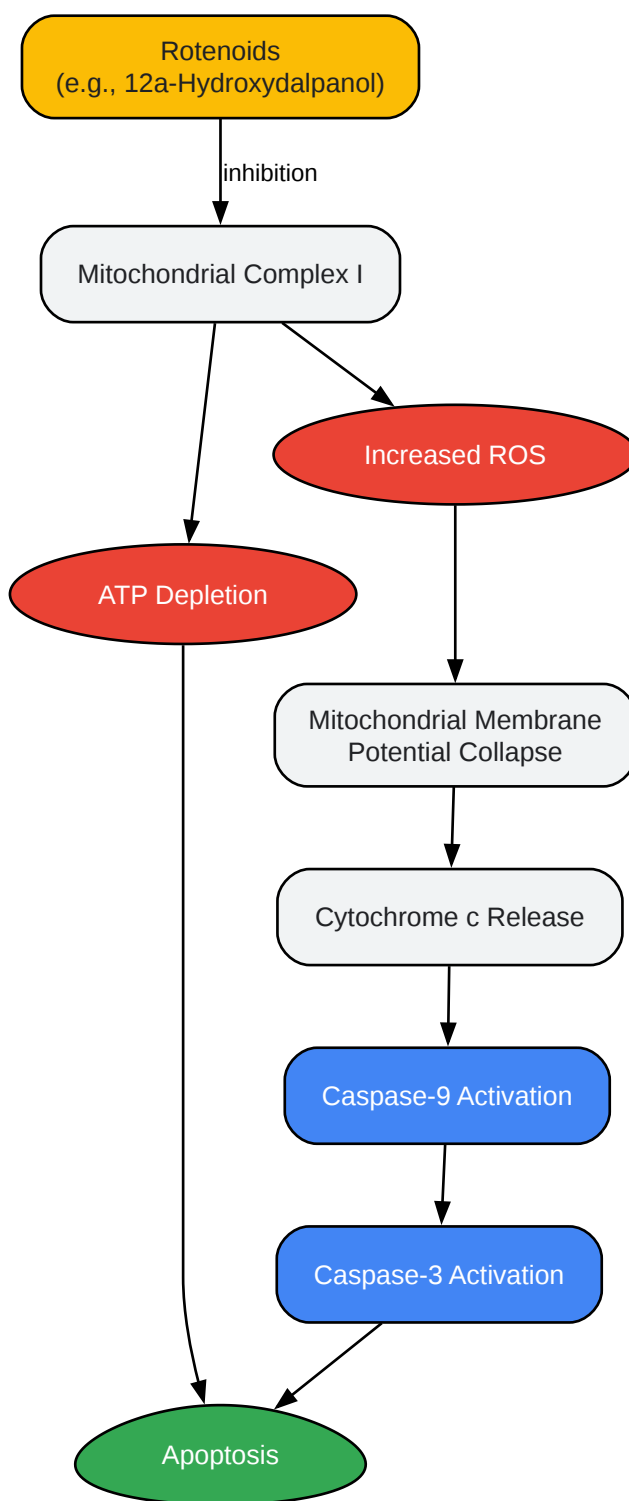 Rotenoids
(e.g., 12a-Hydroxydalpanol)
inhibition
Mitochondrial Complex I
Increased ROS
ATP Depletion
Mitochondrial Membrane
Potential Collapse
Cytochrome c Release
Caspase-9 Activation
Caspase-3 Activation
Apoptosis